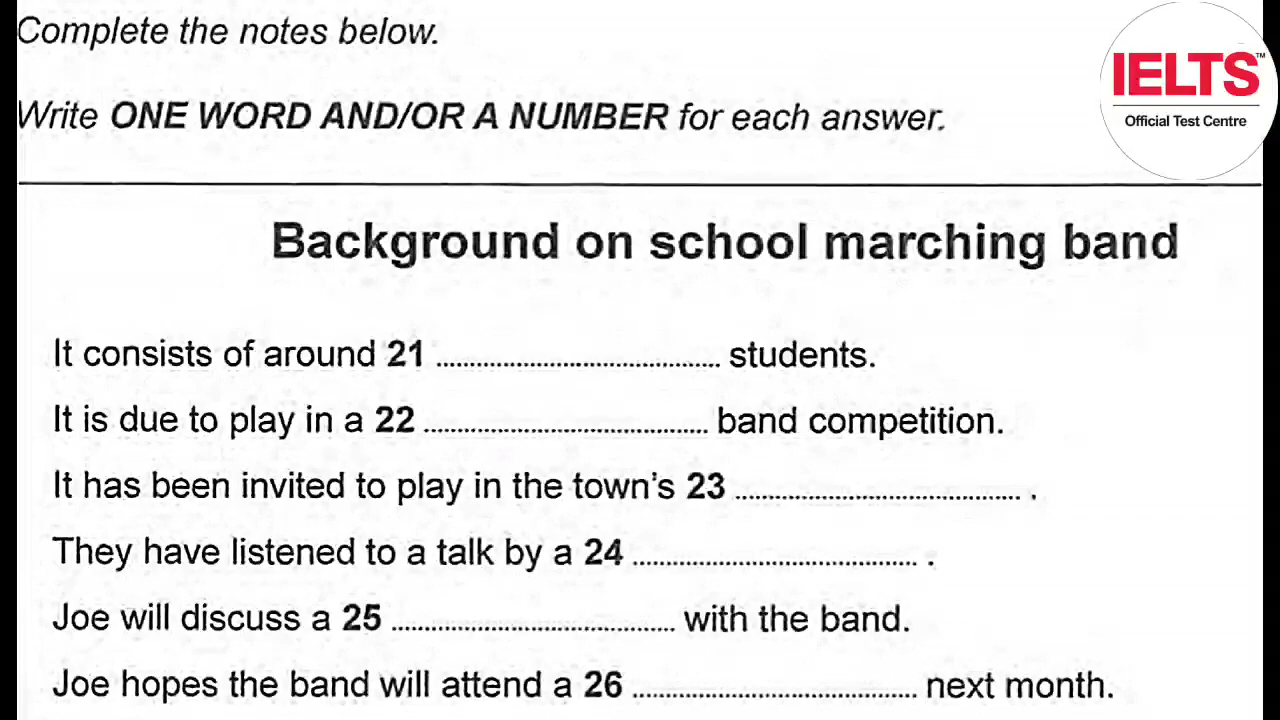 Complete the notes below.
IELTS™
Official Test Centre
Write ONE WORD AND/OR A NUMBER for each answer.
Background on school marching band
It consists of around 21 ........................................ students.
It is due to play in a 22 ........................................ band competition.
It has been invited to play in the town's 23 ........................................ .
They have listened to a talk by a 24 ........................................ .
Joe will discuss a 25 ........................................ with the band.
Joe hopes the band will attend a 26 ........................................ next month.